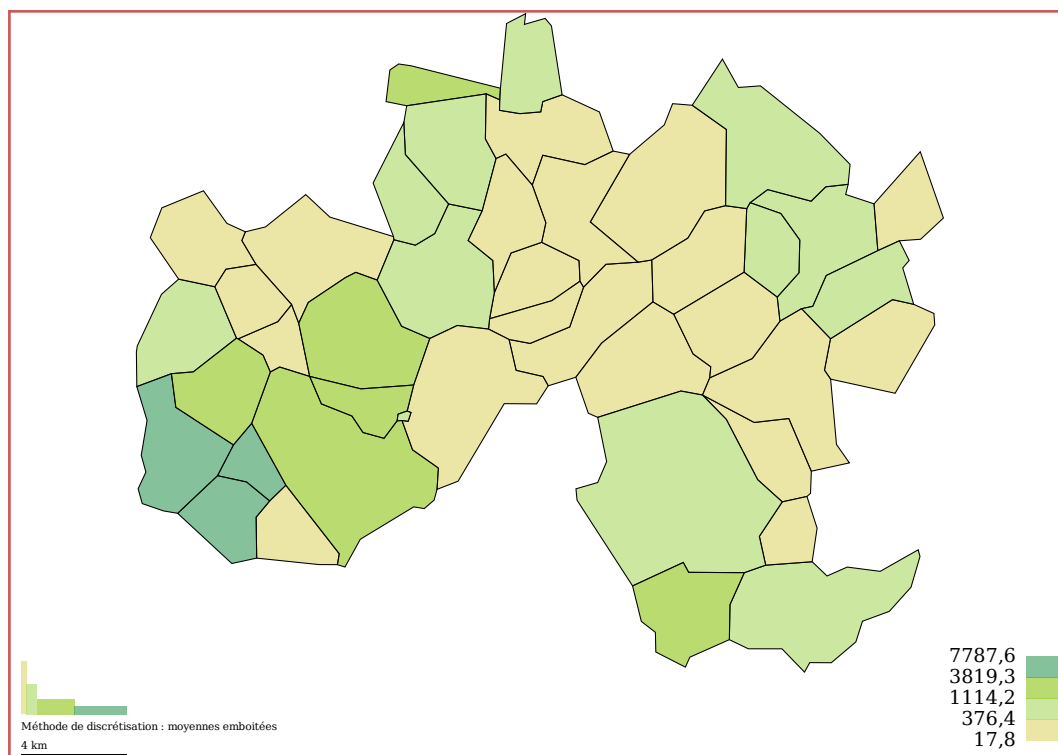 7787,6
3819,3
1114,2
376,4
17,8
Méthode de discrétisation : moyennes emboitées
4 km